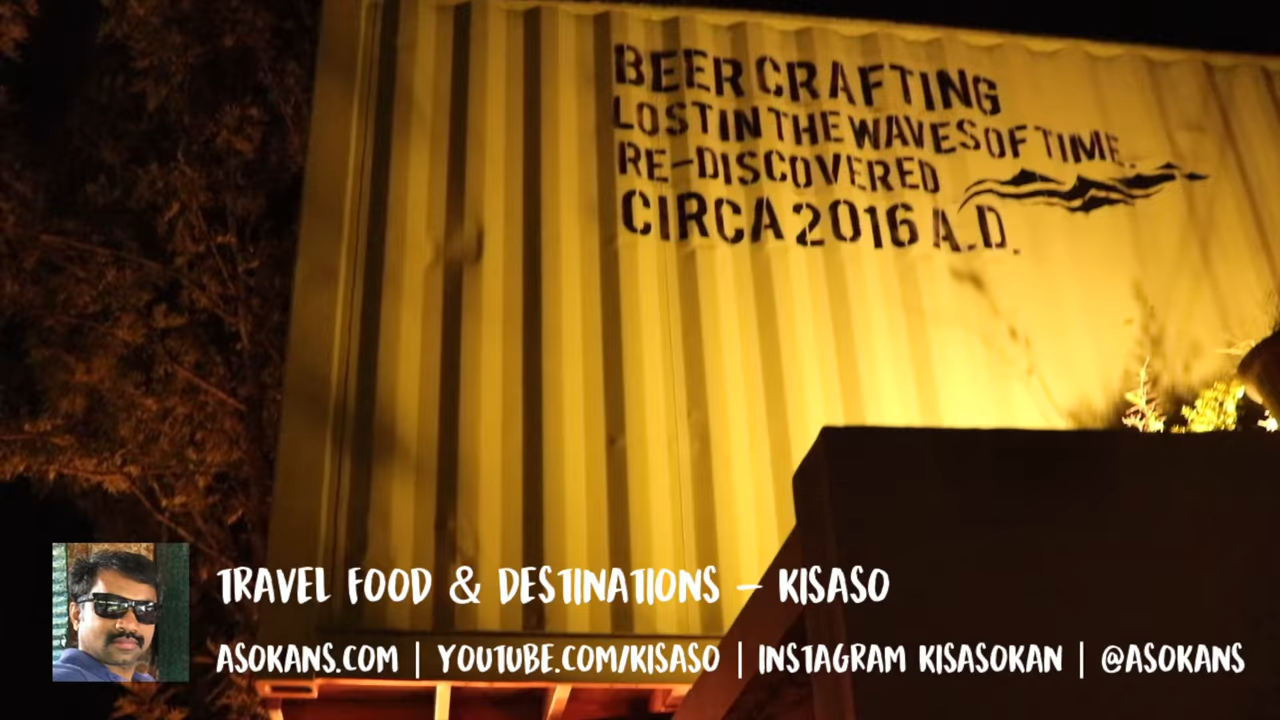 BEER CRAFTING
LOST IN THE WAVES OF TIME.
RE-DISCOVERED
CIRCA 2016 A.D.
TRAVEL FOOD & DESTINATIONS - KISASO
ASOKANS.COM | YOUTUBE.COM/KISASO | INSTAGRAM KISASOKAN | @ASOKANS